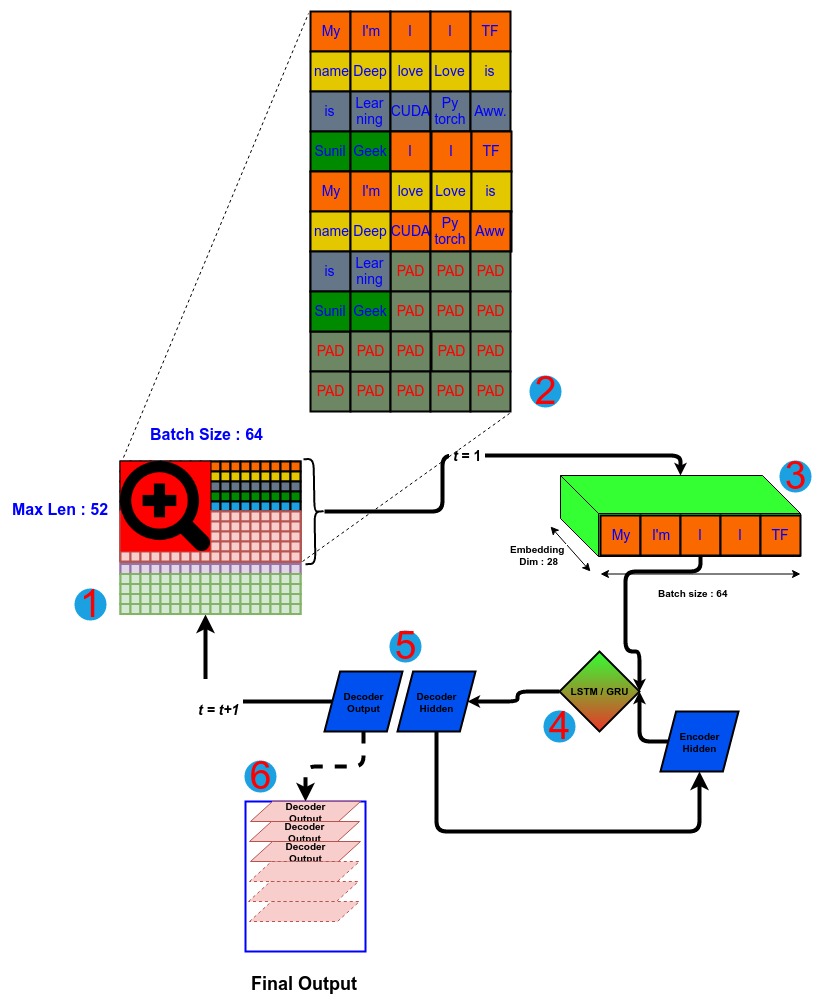 My I'm I I TF
name Deep love Love is
is Lear ning CUDA Py torch Aww.
Sunil Geek I I TF
My I'm love Love is
name Deep CUDA Py torch Aww
is Lear ning PAD PAD PAD
Sunil Geek PAD PAD PAD
PAD PAD PAD PAD PAD
PAD PAD PAD PAD PAD
2
Batch Size : 64
t = 1
3
Max Len : 52
My I'm I I TF
Embedding
Dim : 28
Batch size : 64
1
5
LSTM / GRU
4
Decoder
Output
Decoder
Hidden
t = t+1
Encoder
Hidden
6
Decoder
Output
Decoder
Output
Decoder
Output
Final Output